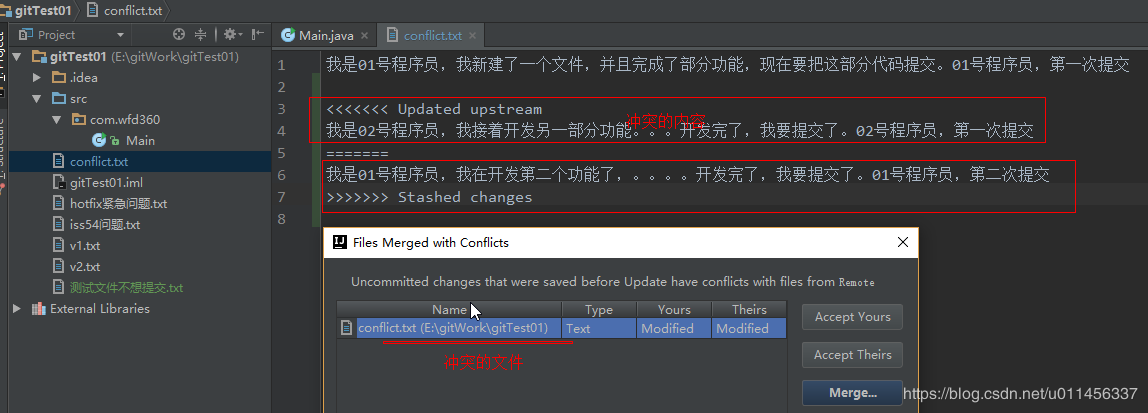 gitTest01 conflict.txt
Project
Main.java conflict.txt
gitTest01 (E:\gitWork\gitTest01)
.idea
src
com.wfd360
Main
conflict.txt
gitTest01.iml
hotfix紧急问题.txt
iss54问题.txt
v1.txt
v2.txt
测试文件不想提交.txt
External Libraries
1: Project
Structure
1 我是01号程序员，我新建了一个文件，并且完成了部分功能，现在要把这部分代码提交。01号程序员，第一次提交
2
3 <<<<<<< Updated upstream
冲突的内容
4 我是02号程序员，我接着开发另一部分功能。。。开发完了，我要提交了。02号程序员，第一次提交
5 =======
6 我是01号程序员，我在开发第二个功能了，。。。。开发完了，我要提交了。01号程序员，第二次提交
7 >>>>>>> Stashed changes
8
Files Merged with Conflicts
Uncommitted changes that were saved before Update have conflicts with files from Remote
Name Type Yours Theirs
conflict.txt (E:\gitWork\gitTest01) Text Modified Modified
冲突的文件
Accept Yours
Accept Theirs
Merge...
https://blog.csdn.net/u011456337